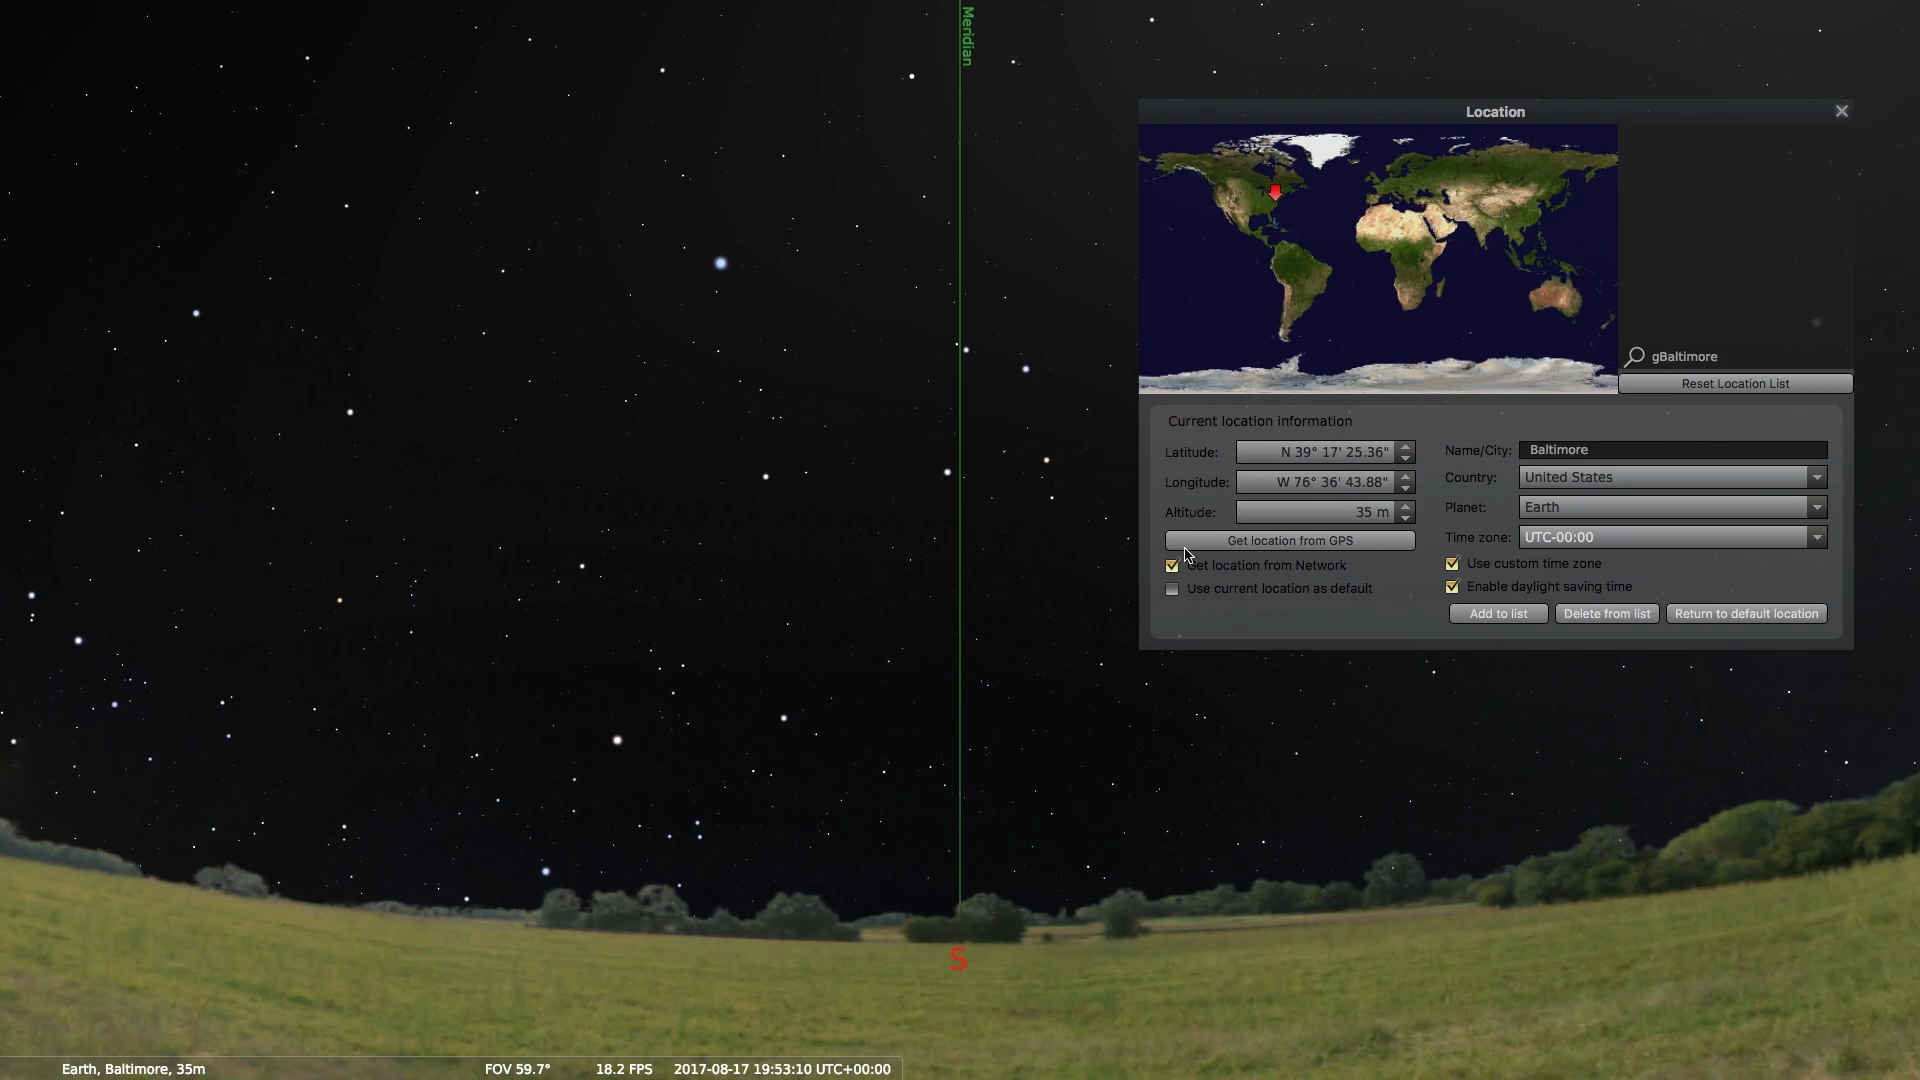 Meridian
Location
gBaltimore
Reset Location List
Current location information
Latitude: N 39° 17' 25.36"
Longitude: W 76° 36' 43.88"
Altitude: 35 m
Get location from GPS
Get location from Network
Use current location as default
Name/City: Baltimore
Country: United States
Planet: Earth
Time zone: UTC-00:00
Use custom time zone
Enable daylight saving time
Add to list Delete from list Return to default location
S
Earth, Baltimore, 35m FOV 59.7° 18.2 FPS 2017-08-17 19:53:10 UTC+00:00